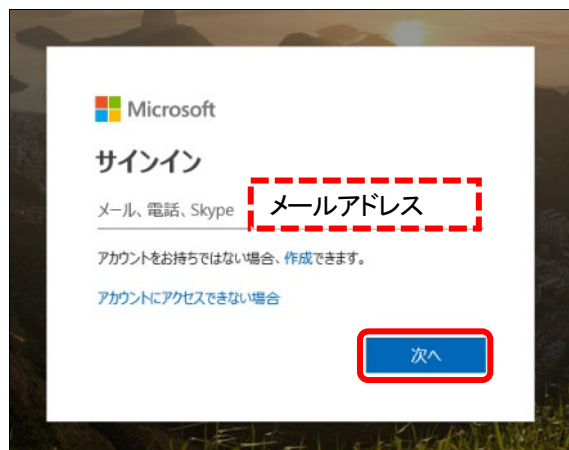 Microsoft
サインイン
メール、電話、Skype メールアドレス
アカウントをお持ちではない場合、作成できます。
アカウントにアクセスできない場合
次へ